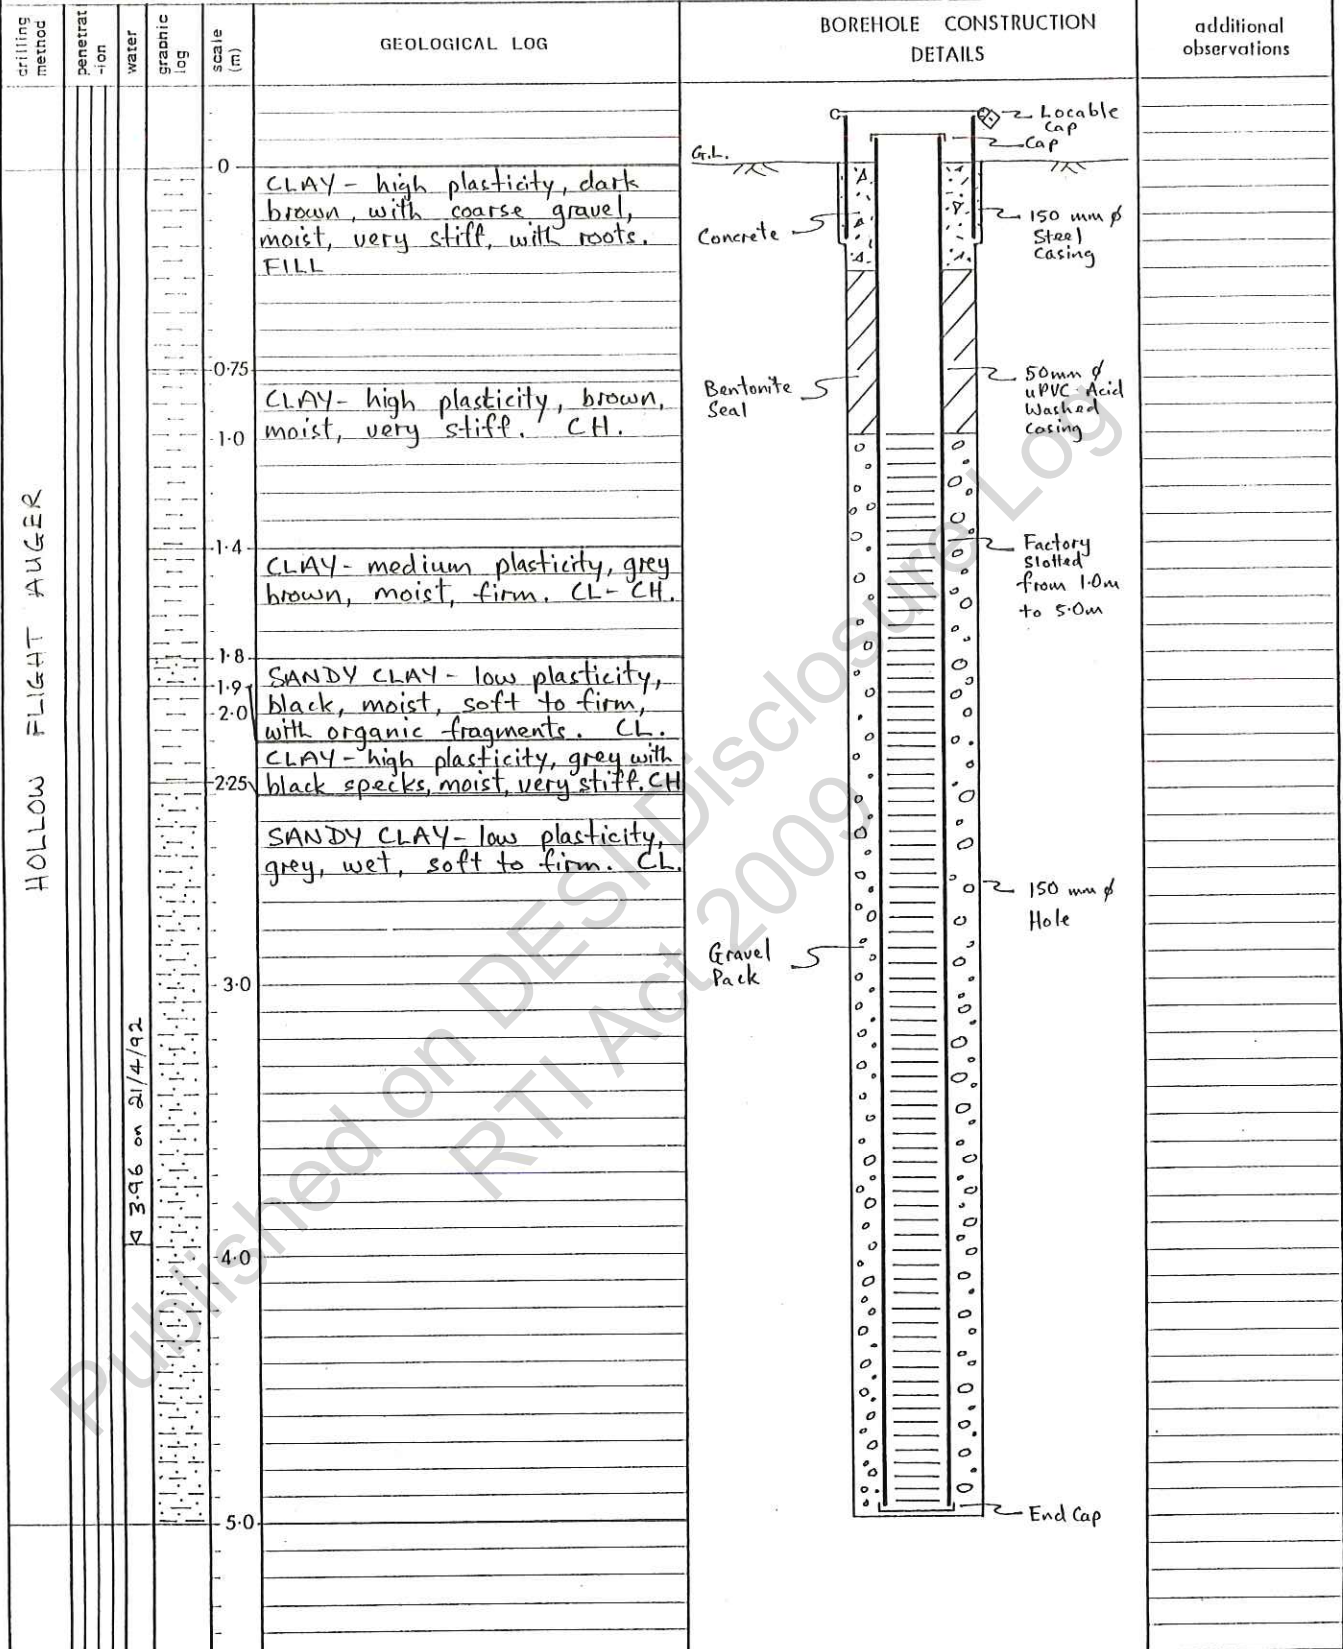 drilling
method
penetrat
-ion
water
graphic
log
scale
(m)
GEOLOGICAL LOG
BOREHOLE CONSTRUCTION
DETAILS
additional
observations
HOLLOW FLIGHT AUGER
3.96 on 21/4/92
0
CLAY - high plasticity, dark
brown, with coarse gravel,
moist, very stiff, with roots.
FILL
0.75
CLAY - high plasticity, brown,
moist, very stiff. CH.
1.0
1.4
CLAY - medium plasticity, grey
brown, moist, firm. CL - CH.
1.8
SANDY CLAY - low plasticity,
1.9
black, moist, soft to firm,
2.0
with organic fragments. CL.
CLAY - high plasticity, grey with
2.25
black specks, moist, very stiff. CH
SANDY CLAY - low plasticity,
grey, wet, soft to firm. CL.
3.0
4.0
5.0
G.L.
Locable
Cap
Cap
Concrete
150 mm ø
Steel
Casing
Bentonite
Seal
50mm ø
uPVC Acid
Washed
Casing
Factory
Slotted
from 1.0m
to 5.0m
150 mm ø
Hole
Gravel
Pack
End Cap
Published on DESI Disclosure Log
RTI Act 2009